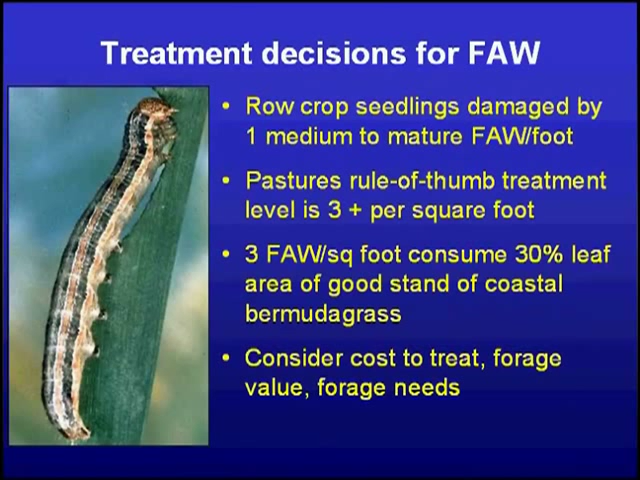 Treatment decisions for FAW
• Row crop seedlings damaged by
1 medium to mature FAW/foot
• Pastures rule-of-thumb treatment
level is 3 + per square foot
• 3 FAW/sq foot consume 30% leaf
area of good stand of coastal
bermudagrass
• Consider cost to treat, forage
value, forage needs